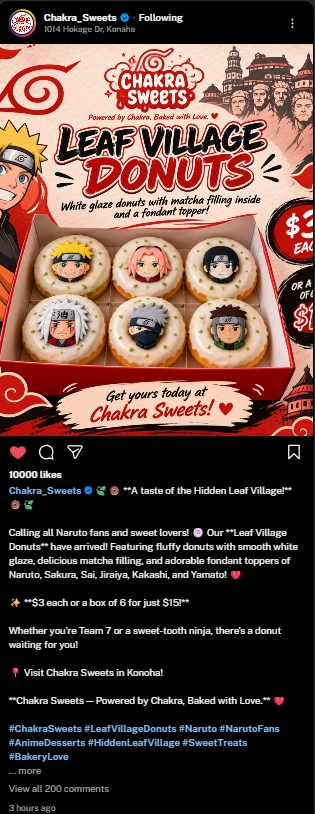 Chakra_Sweets · Following
1014 Hokage Dr, Konaha
CHAKRA
SWEETS
Powered by Chakra, Baked with Love.
LEAF VILLAGE
DONUTS
White glaze donuts with matcha filling inside
and a fondant topper!
$3
EAC
OR A
OF
$1
油
Get yours today at
Chakra Sweets!
10000 likes
Chakra_Sweets 🌿 🍩 **A taste of the Hidden Leaf Village!**
🍩 🌿
Calling all Naruto fans and sweet lovers! 🍥 Our **Leaf Village
Donuts** have arrived! Featuring fluffy donuts with smooth white
glaze, delicious matcha filling, and adorable fondant toppers of
Naruto, Sakura, Sai, Jiraiya, Kakashi, and Yamato! ❤️
✨ **$3 each or a box of 6 for just $15!**
Whether you're Team 7 or a sweet-tooth ninja, there's a donut
waiting for you!
📍 Visit Chakra Sweets in Konoha!
**Chakra Sweets — Powered by Chakra, Baked with Love.** ❤️
#ChakraSweets #LeafVillageDonuts #Naruto #NarutoFans
#AnimeDesserts #HiddenLeafVillage #SweetTreats
#BakeryLove
... more
View all 200 comments
3 hours ago